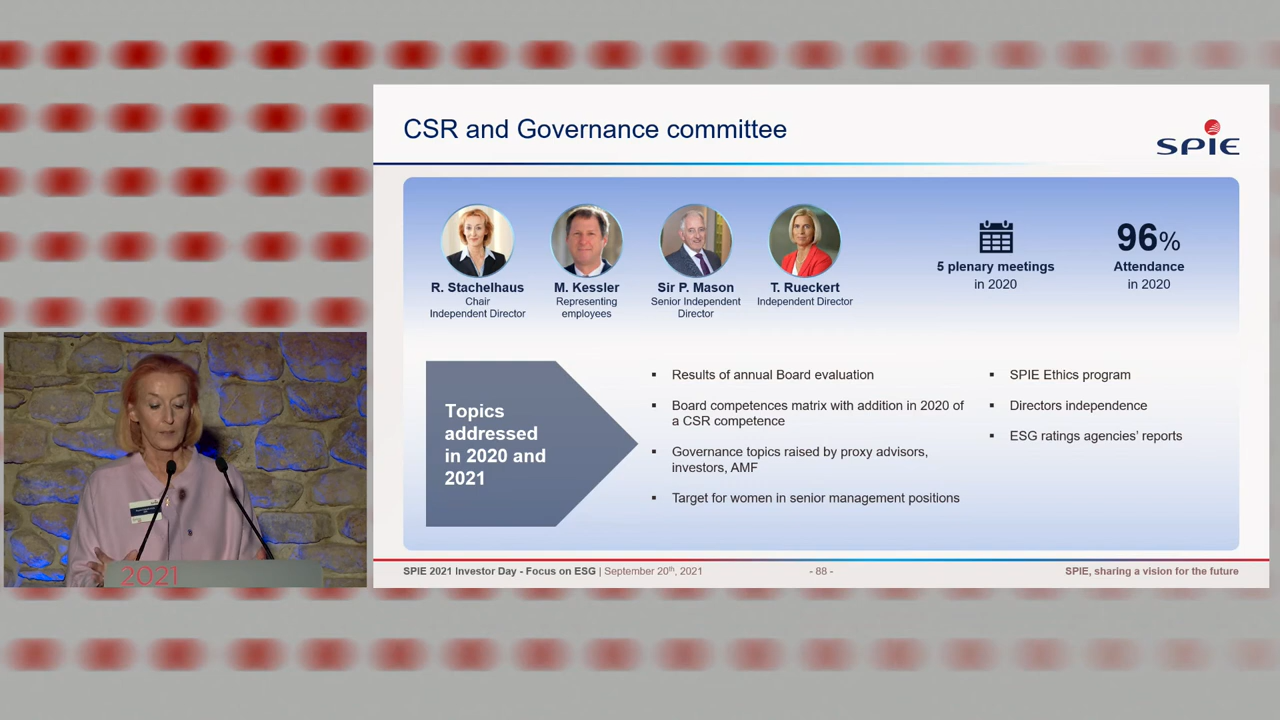 CSR and Governance committee
SPIE
R. Stachelhaus
Chair
Independent Director
M. Kessler
Representing
employees
Sir P. Mason
Senior Independent
Director
T. Rueckert
Independent Director
5 plenary meetings
in 2020
96%
Attendance
in 2020
Topics
addressed
in 2020 and
2021
▪ Results of annual Board evaluation
▪ Board competences matrix with addition in 2020 of
a CSR competence
▪ Governance topics raised by proxy advisors,
investors, AMF
▪ Target for women in senior management positions
▪ SPIE Ethics program
▪ Directors independence
▪ ESG ratings agencies’ reports
2021
SPIE 2021 Investor Day - Focus on ESG | September 20th, 2021
- 88 -
SPIE, sharing a vision for the future